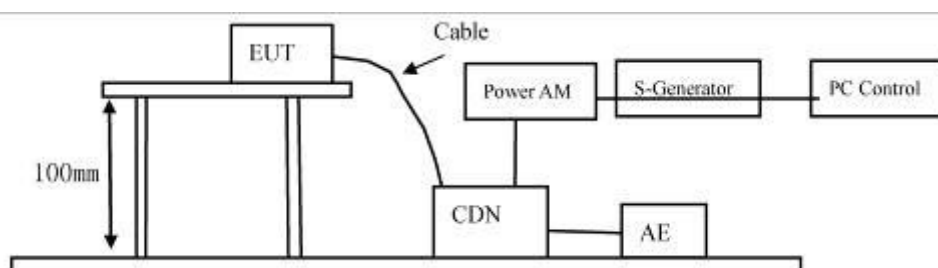 Cable
EUT
Power AM
S-Generator
PC Control
100mm
CDN
AE